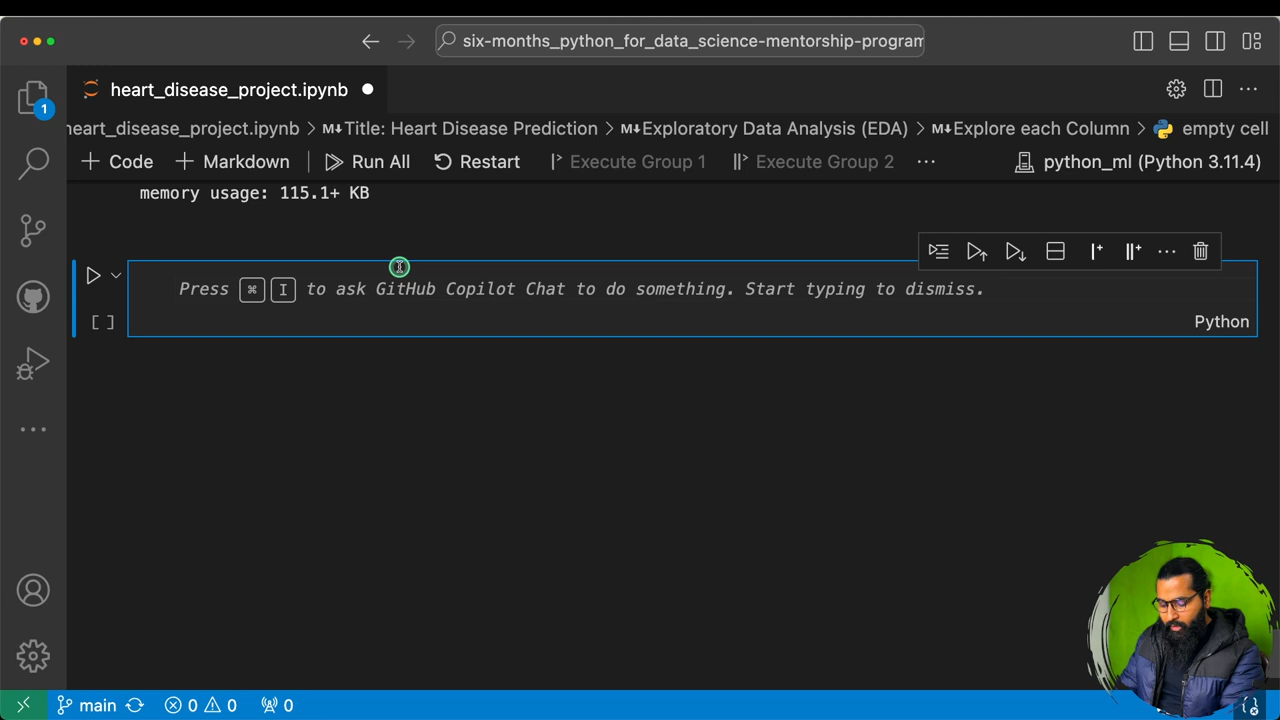 six-months_python_for_data_science-mentorship-program
heart_disease_project.ipynb
1
heart_disease_project.ipynb > M↓Title: Heart Disease Prediction > M↓Exploratory Data Analysis (EDA) > M↓Explore each Column > empty cell
+ Code + Markdown Run All Restart Execute Group 1 Execute Group 2 ... python_ml (Python 3.11.4)
memory usage: 115.1+ KB
Press ⌘ I to ask GitHub Copilot Chat to do something. Start typing to dismiss.
[ ]
Python
main 0 0 0